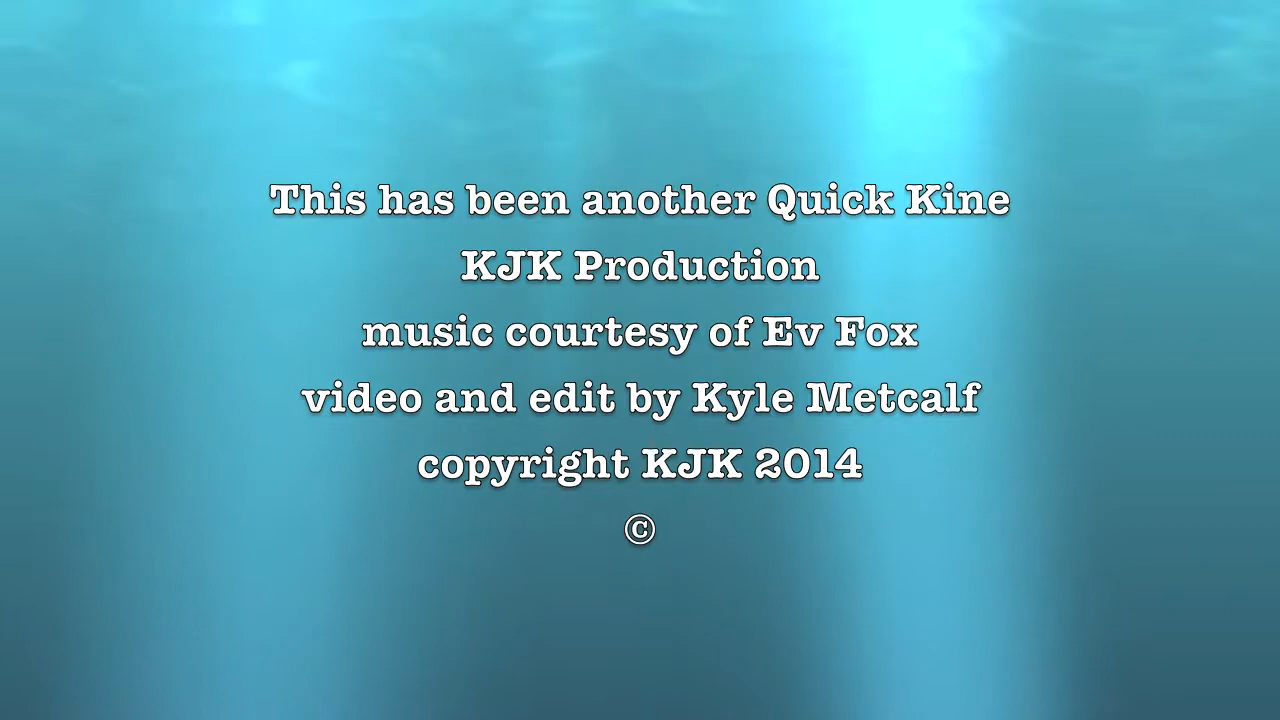 This has been another Quick Kine
KJK Production
music courtesy of Ev Fox
video and edit by Kyle Metcalf
copyright KJK 2014
©